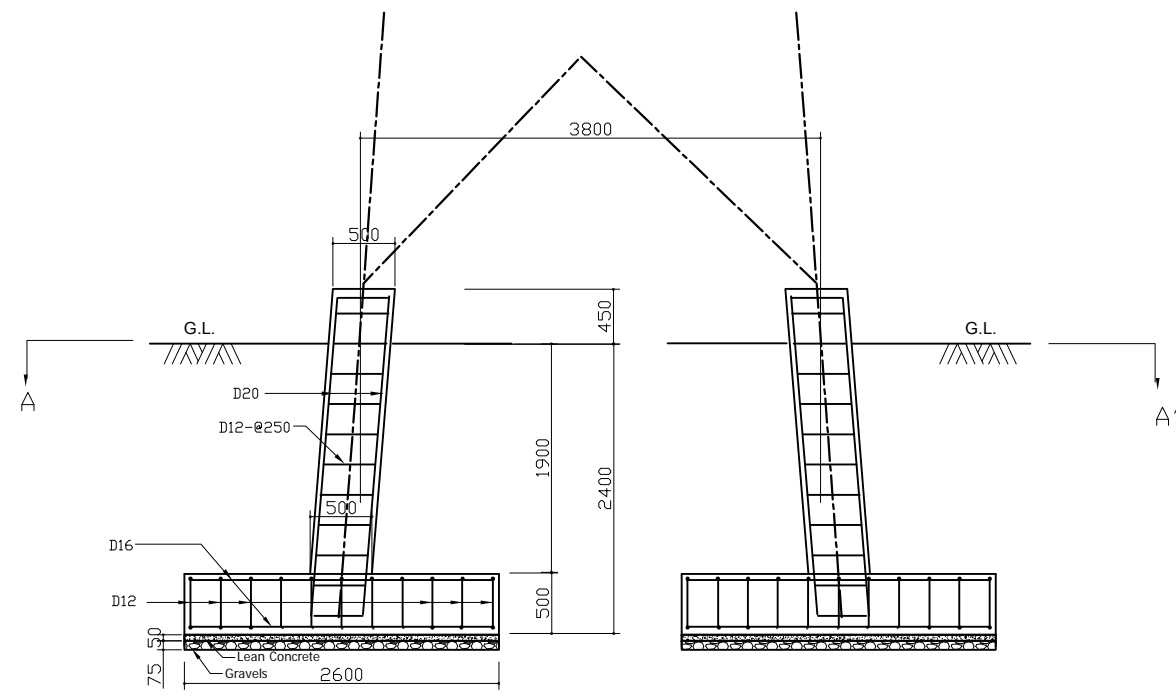 3800
500
450
G.L.
G.L.
A
A'
D20
D12-@250
1900
2400
500
D16
D12
500
50
75
Lean Concrete
Gravels
2600